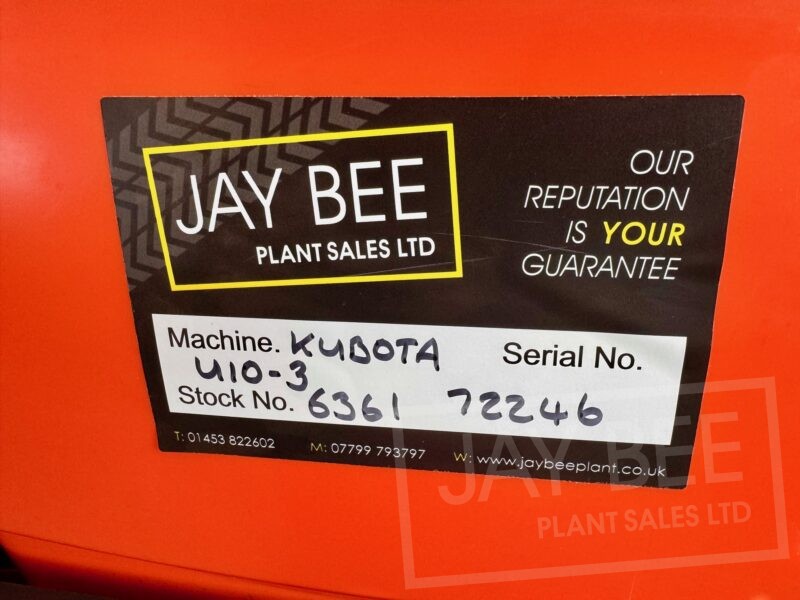 JAY BEE
PLANT SALES LTD
OUR
REPUTATION
IS YOUR
GUARANTEE
Machine. KUBOTA Serial No.
U10-3
Stock No. 6361 72246
T: 01453 822602 M: 07799 793797 W: www.jaybeeplant.co.uk
JAY BEE
PLANT SALES LTD